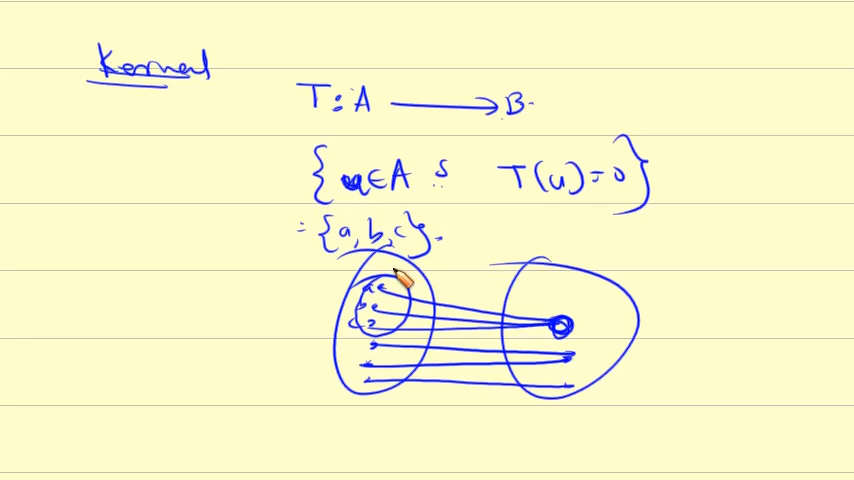 Kernel
T : A ⟶ B.
{ u ∈ A : T(u) = 0 }
= {a, b, c}.
a
b
c